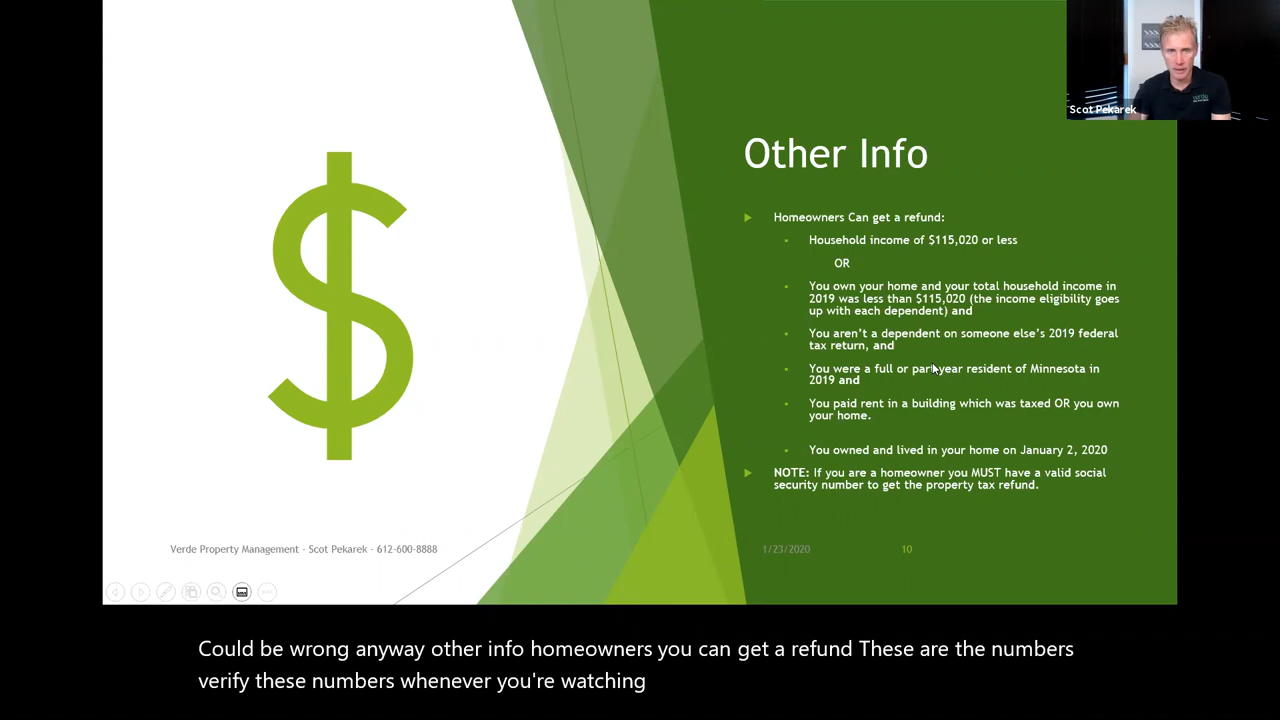 Scot Pekarek
Other Info
Homeowners Can get a refund:
Household income of $115,020 or less
OR
You own your home and your total household income in
2019 was less than $115,020 (the income eligibility goes
up with each dependent) and
You aren't a dependent on someone else's 2019 federal
tax return, and
You were a full or part year resident of Minnesota in
2019 and
You paid rent in a building which was taxed OR you own
your home.
You owned and lived in your home on January 2, 2020
NOTE: If you are a homeowner you MUST have a valid social
security number to get the property tax refund.
Verde Property Management - Scot Pekarek - 612-600-8888
1/23/2020
10
Could be wrong anyway other info homeowners you can get a refund These are the numbers
verify these numbers whenever you're watching